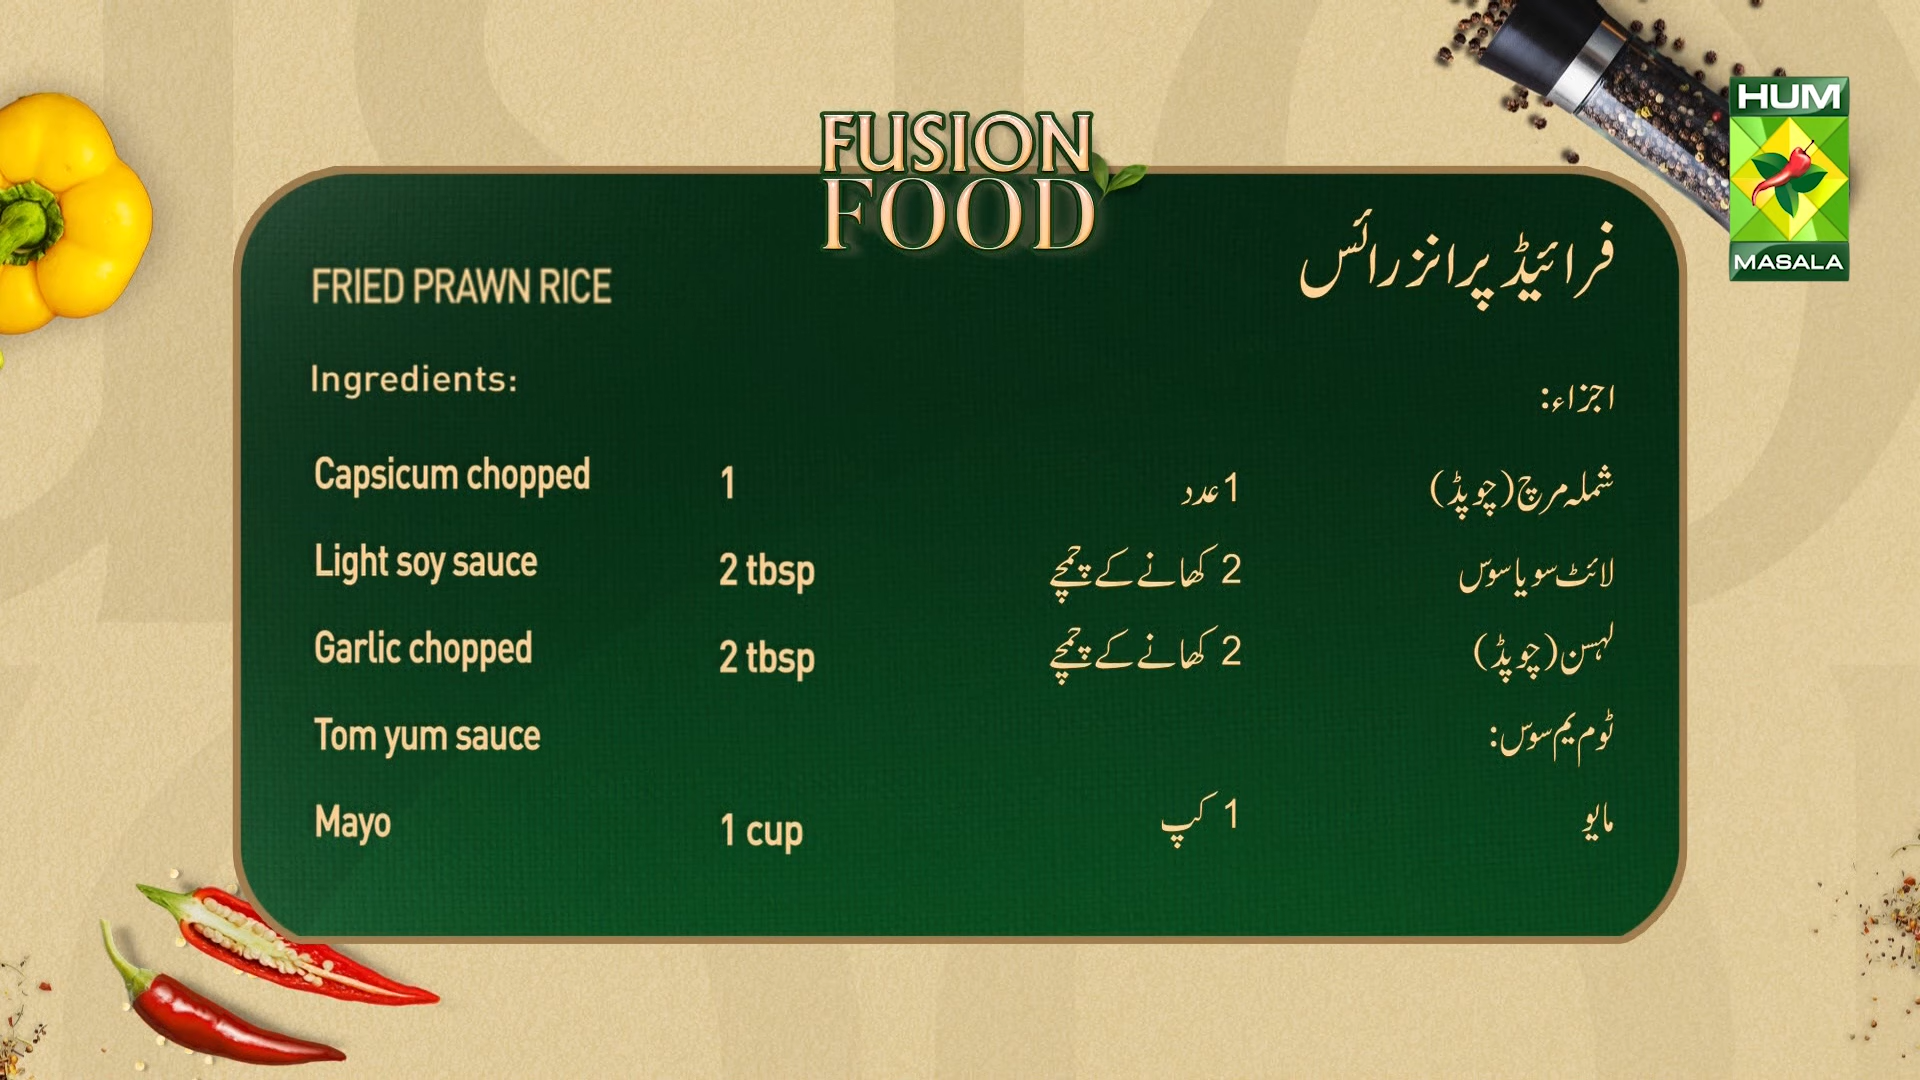 FUSION
FOOD
HUM
MASALA
FRIED PRAWN RICE
فرائیڈ پرانز رائس
Ingredients:
اجزاء:
Capsicum chopped 1
شملہ مرچ (چوپڈ) 1 عدد
Light soy sauce 2 tbsp
لائٹ سویا سوس 2 کھانے کے چمچے
Garlic chopped 2 tbsp
لہسن (چوپڈ) 2 کھانے کے چمچے
Tom yum sauce
ٹوم یم سوس:
Mayo 1 cup
مایو 1 کپ